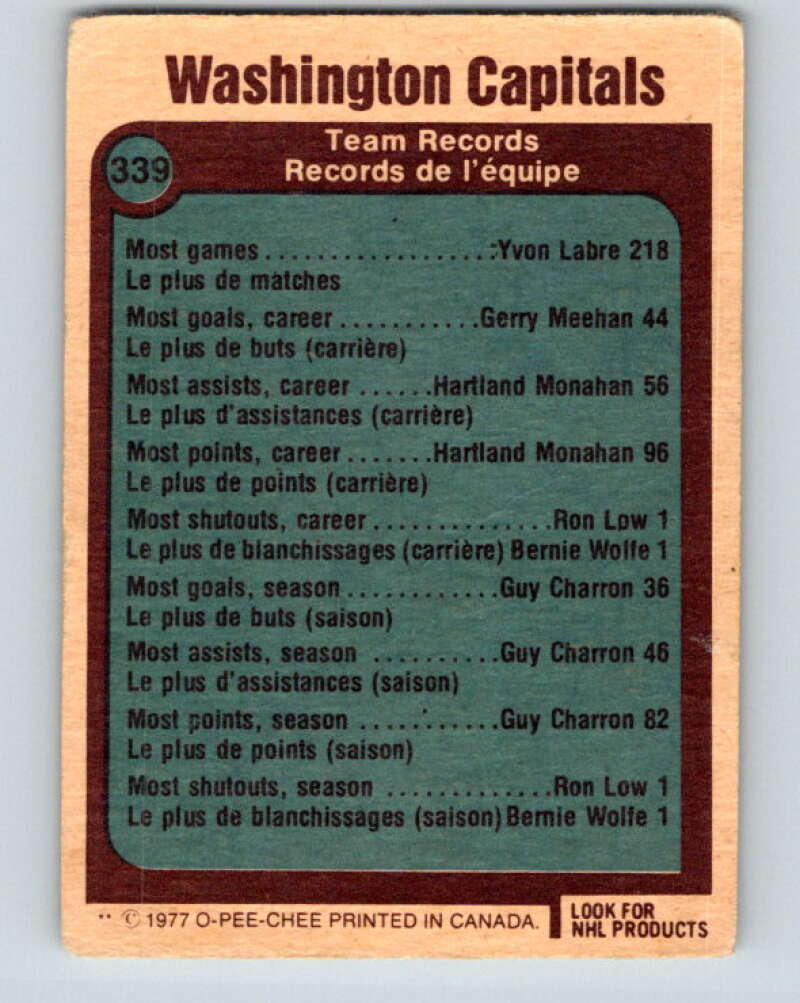 Washington Capitals
339
Team Records
Records de l'équipe
Most games..................Yvon Labre 218
Le plus de matches
Most goals, career...........Gerry Meehan 44
Le plus de buts (carrière)
Most assists, career ......Hartland Monahan 56
Le plus d'assistances (carrière)
Most points, career.......Hartland Monahan 96
Le plus de points (carrière)
Most shutouts, career..............Ron Low 1
Le plus de blanchissages (carrière) Bernie Wolfe 1
Most goals, season............Guy Charron 36
Le plus de buts (saison)
Most assists, season ..........Guy Charron 46
Le plus d'assistances (saison)
Most points, season ...........Guy Charron 82
Le plus de points (saison)
Most shutouts, season .............Ron Low 1
Le plus de blanchissages (saison) Bernie Wolfe 1
** © 1977 O-PEE-CHEE PRINTED IN CANADA.
LOOK FOR
NHL PRODUCTS